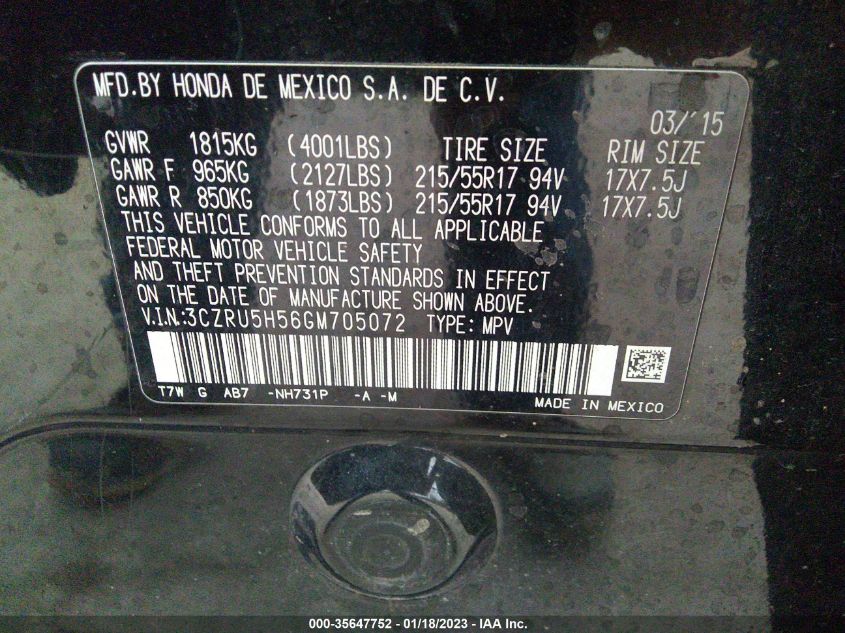 MFD.BY HONDA DE MEXICO S.A. DE C.V.
03/'15
GVWR 1815KG (4001LBS) TIRE SIZE RIM SIZE
GAWR F 965KG (2127LBS) 215/55R17 94V 17X7.5J
GAWR R 850KG (1873LBS) 215/55R17 94V 17X7.5J
THIS VEHICLE CONFORMS TO ALL APPLICABLE
FEDERAL MOTOR VEHICLE SAFETY
AND THEFT PREVENTION STANDARDS IN EFFECT
ON THE DATE OF MANUFACTURE SHOWN ABOVE.
V.I.N.:3CZRU5H56GM705072 TYPE: MPV
T7W G AB7 -NH731P -A -M
MADE IN MEXICO
000-35647752 - 01/18/2023 - IAA Inc.